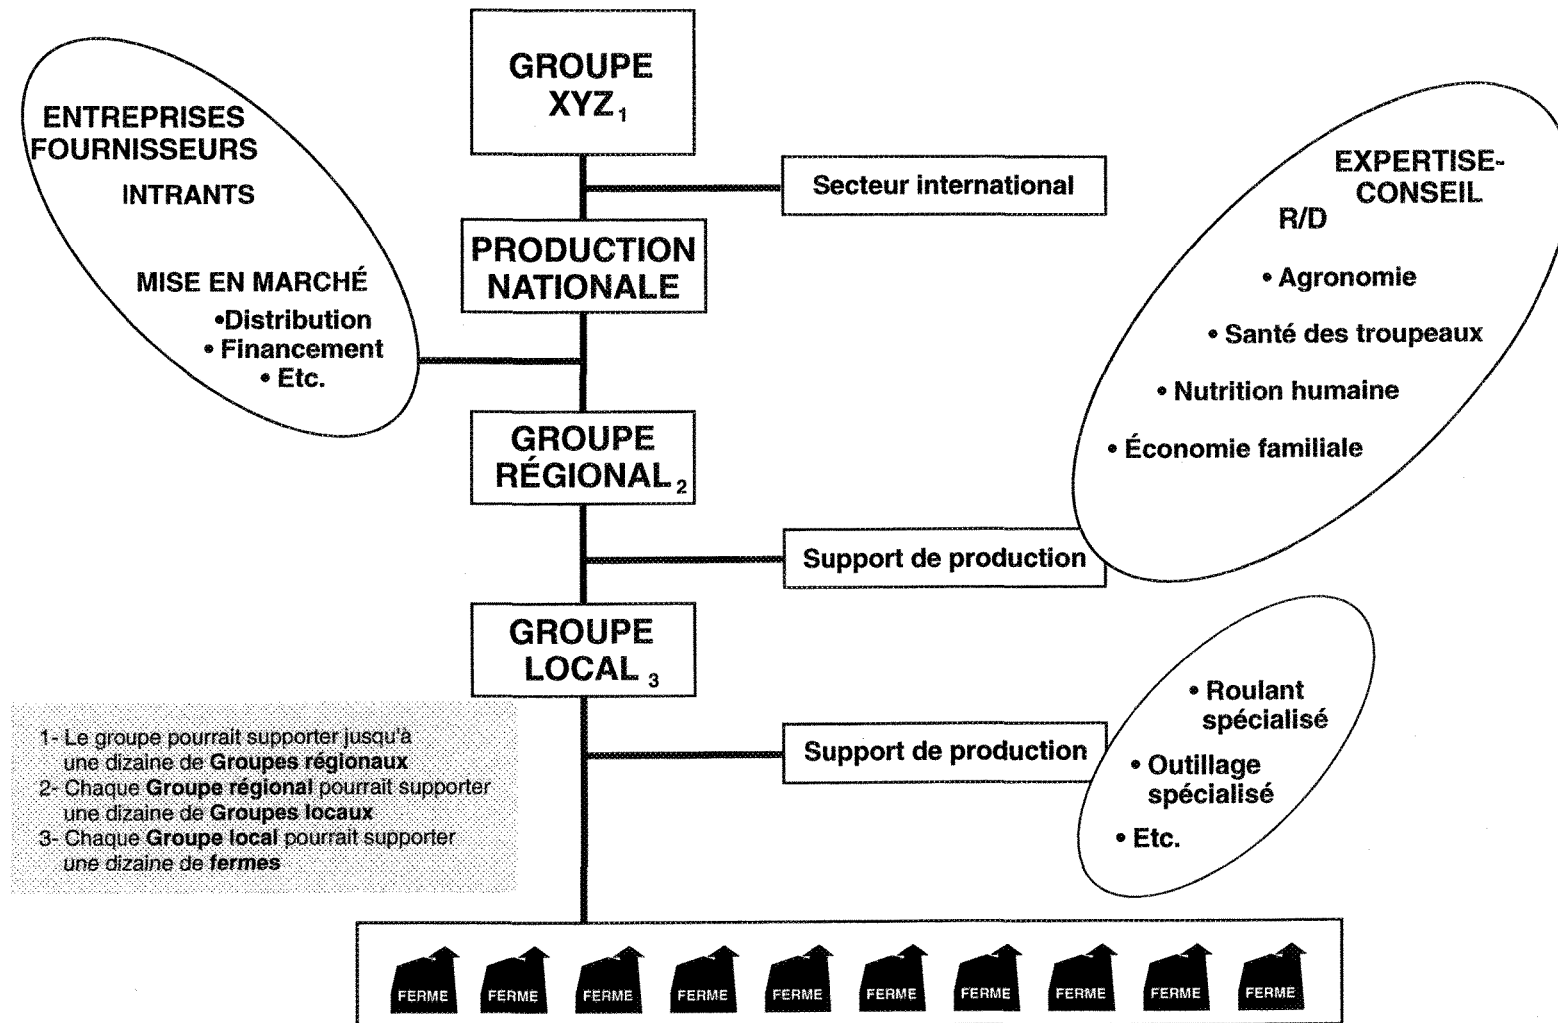 GROUPE
XYZ1
ENTREPRISES
FOURNISSEURS
INTRANTS
MISE EN MARCHÉ
•Distribution
• Financement
• Etc.
Secteur international
PRODUCTION
NATIONALE
EXPERTISE-
CONSEIL
R/D
• Agronomie
• Santé des troupeaux
• Nutrition humaine
• Économie familiale
GROUPE
RÉGIONAL2
Support de production
GROUPE
LOCAL3
Support de production
• Roulant
spécialisé
• Outillage
spécialisé
• Etc.
1- Le groupe pourrait supporter jusqu'à
une dizaine de Groupes régionaux
2- Chaque Groupe régional pourrait supporter
une dizaine de Groupes locaux
3- Chaque Groupe local pourrait supporter
une dizaine de fermes
FERME FERME FERME FERME FERME FERME FERME FERME FERME FERME